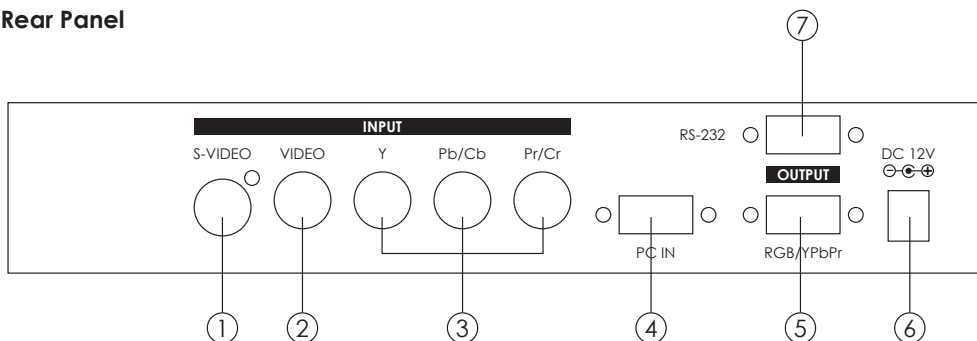 Rear Panel
7
INPUT
RS-232
S-VIDEO VIDEO Y Pb/Cb Pr/Cr
DC 12V
OUTPUT
PC IN
RGB/YPbPr
1 2 3 4 5 6